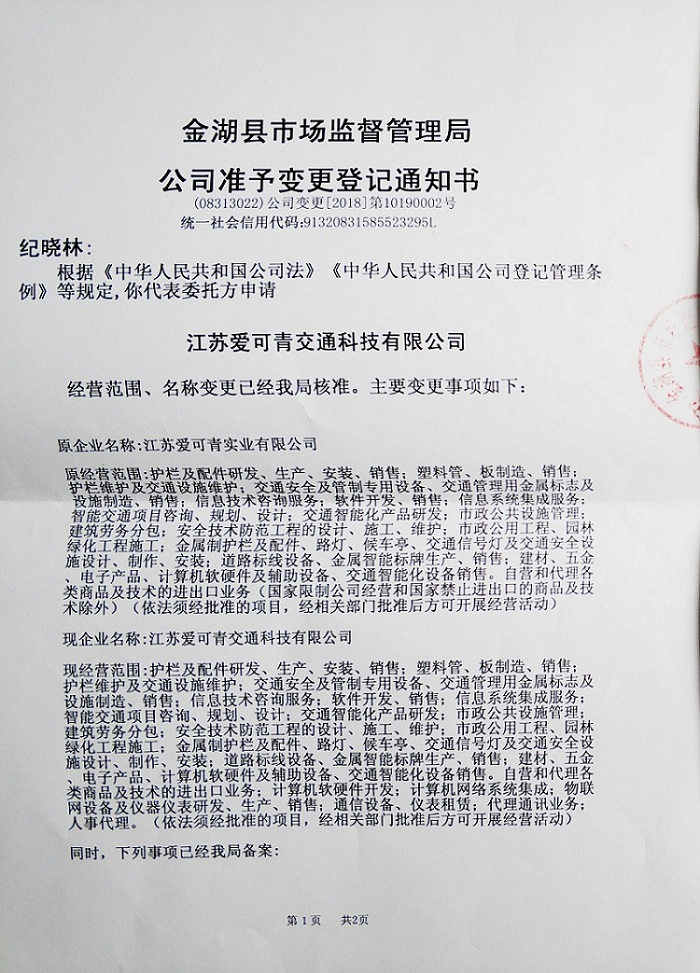 金湖县市场监督管理局
公司准予变更登记通知书
(08313022)公司变更[2018]第10190002号
统一社会信用代码:91320831585523295L
纪晓林:
根据《中华人民共和国公司法》《中华人民共和国公司登记管理条
例》等规定,你代表委托方申请
江苏爱可青交通科技有限公司
经营范围、名称变更已经我局核准。主要变更事项如下:
原企业名称:江苏爱可青实业有限公司
原经营范围:护栏及配件研发、生产、安装、销售;塑料管、板制造、销售;
护栏维护及交通设施维护;交通安全及管制专用设备、交通管理用金属标志及
设施制造、销售;信息技术咨询服务;软件开发、销售;信息系统集成服务;
智能交通项目咨询、规划、设计;交通智能化产品研发;市政公共设施管理;
建筑劳务分包;安全技术防范工程的设计、施工、维护;市政公用工程、园林
绿化工程施工;金属制护栏及配件、路灯、候车亭、交通信号灯及交通安全设
施设计、制作、安装;道路标线设备、金属智能标牌生产、销售;建材、五金
、电子产品、计算机软硬件及辅助设备、交通智能化设备销售。自营和代理各
类商品及技术的进出口业务(国家限制公司经营和国家禁止进出口的商品及技
术除外)(依法须经批准的项目,经相关部门批准后方可开展经营活动)
现企业名称:江苏爱可青交通科技有限公司
现经营范围:护栏及配件研发、生产、安装、销售;塑料管、板制造、销售;
护栏维护及交通设施维护;交通安全及管制专用设备、交通管理用金属标志及
设施制造、销售;信息技术咨询服务;软件开发、销售;信息系统集成服务;
智能交通项目咨询、规划、设计;交通智能化产品研发;市政公共设施管理;
建筑劳务分包;安全技术防范工程的设计、施工、维护;市政公用工程、园林
绿化工程施工;金属制护栏及配件、路灯、候车亭、交通信号灯及交通安全设
施设计、制作、安装;道路标线设备、金属智能标牌生产、销售;建材、五金
、电子产品、计算机软硬件及辅助设备、交通智能化设备销售。自营和代理各
类商品及技术的进出口业务;计算机软硬件开发;计算机网络系统集成;物联
网设备及仪器仪表研发、生产、销售;通信设备、仪表租赁;代理通讯业务;
人事代理。(依法须经批准的项目,经相关部门批准后方可开展经营活动)
同时,下列事项已经我局备案:
第 1 页 共2页